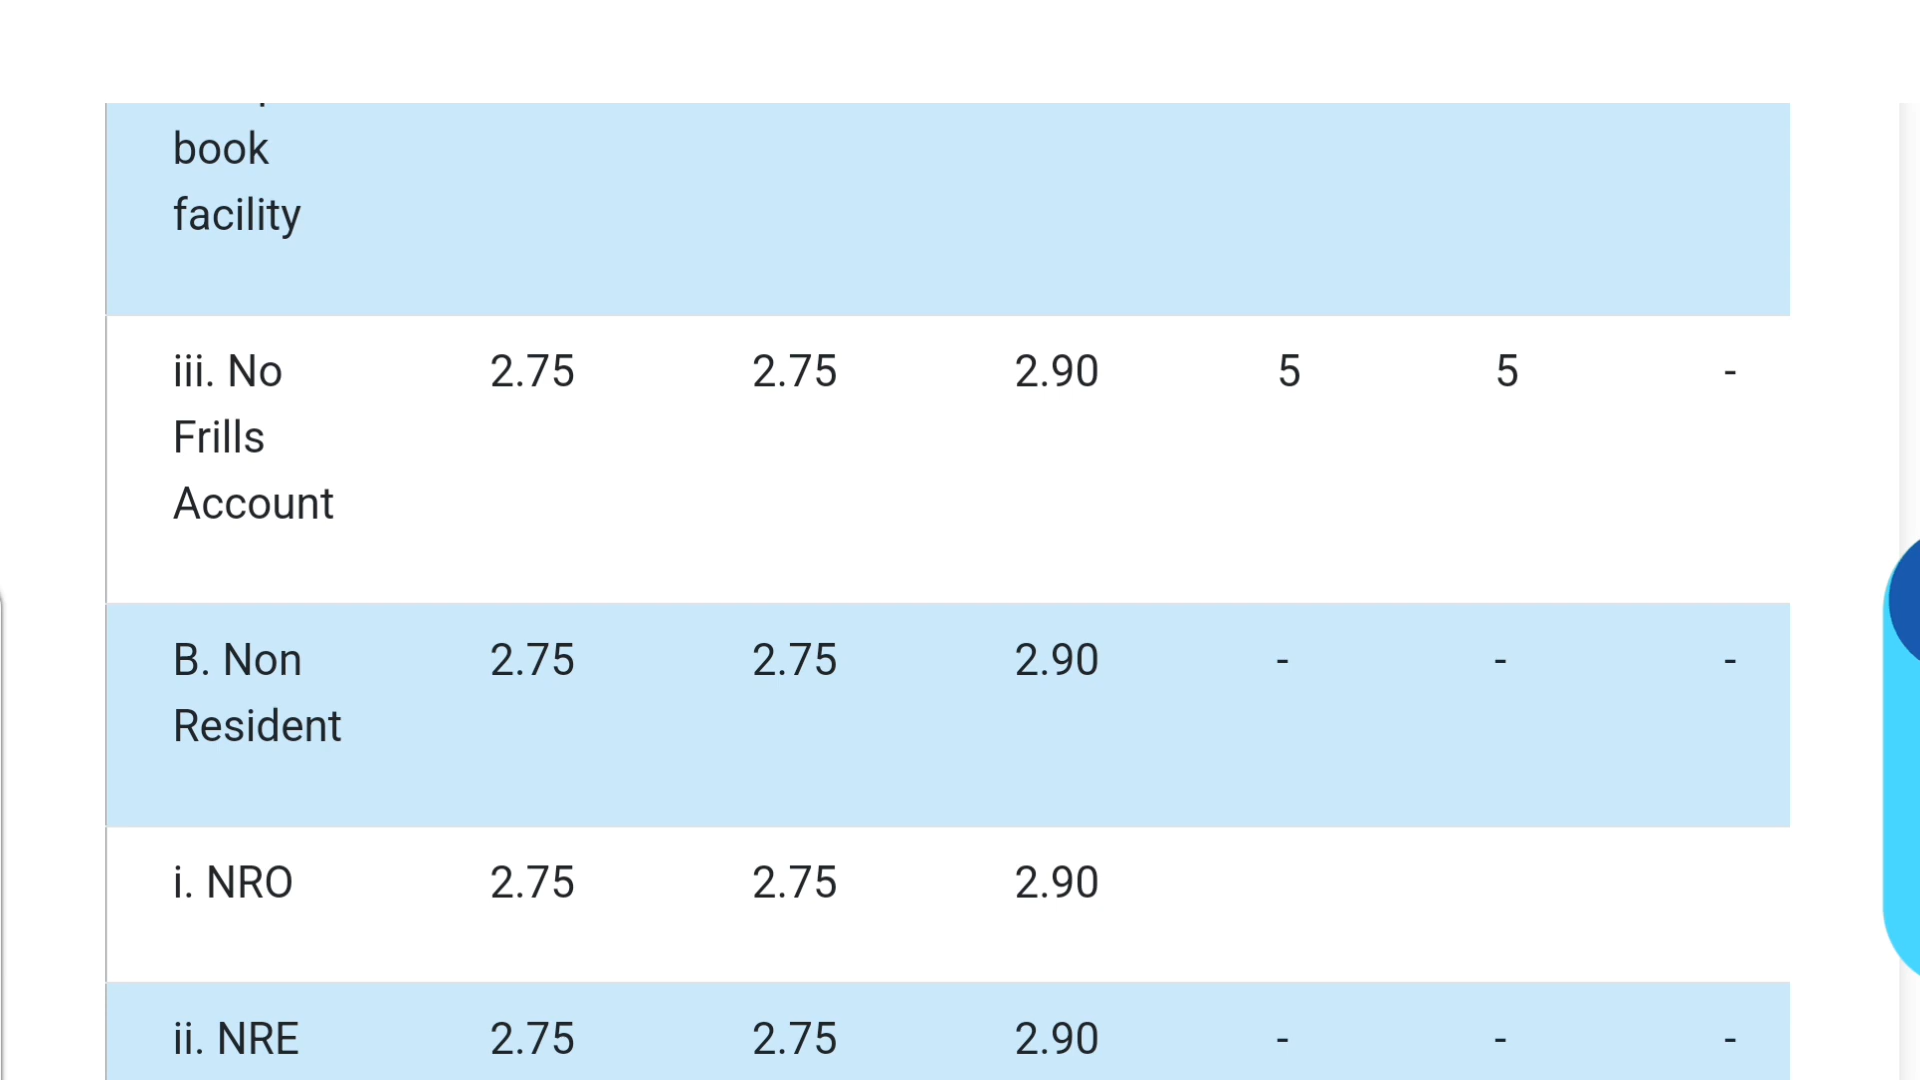 book
facility
iii. No 2.75 2.75 2.90 5 5 -
Frills
Account
B. Non 2.75 2.75 2.90 - - -
Resident
i. NRO 2.75 2.75 2.90
ii. NRE 2.75 2.75 2.90 - - -